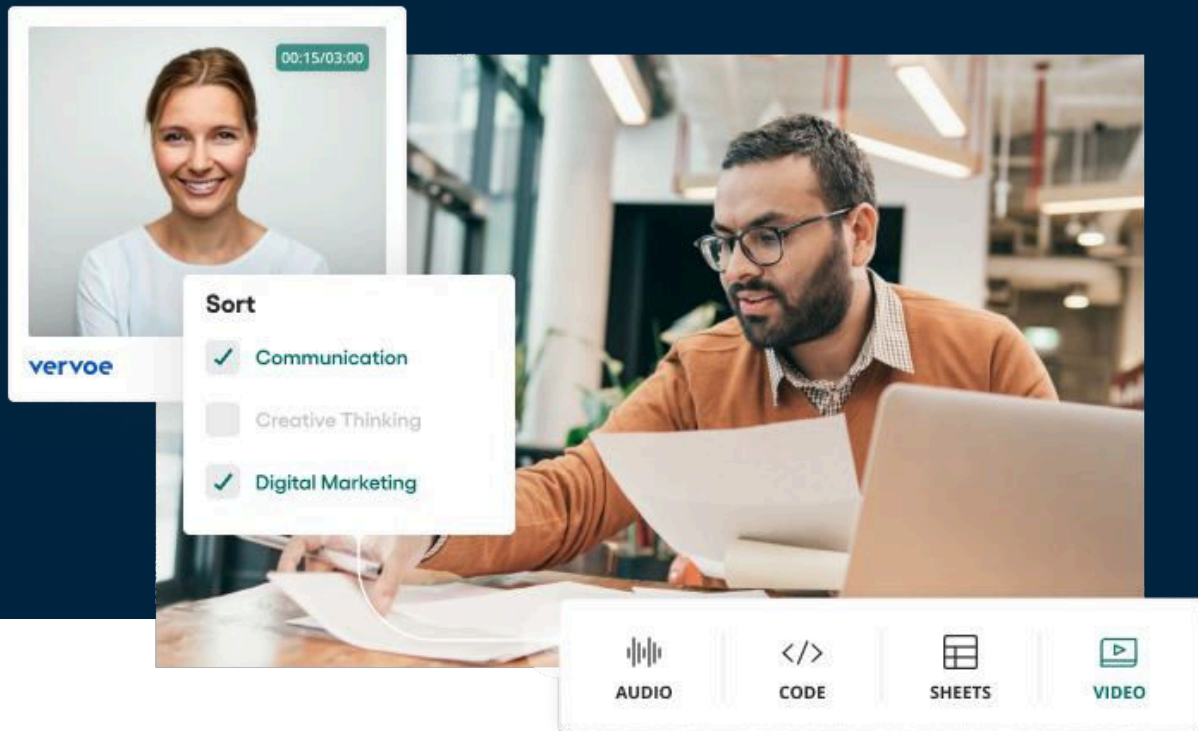 00:15/03:00
vervoe
Sort
Communication
Creative Thinking
Digital Marketing
AUDIO
CODE
SHEETS
VIDEO